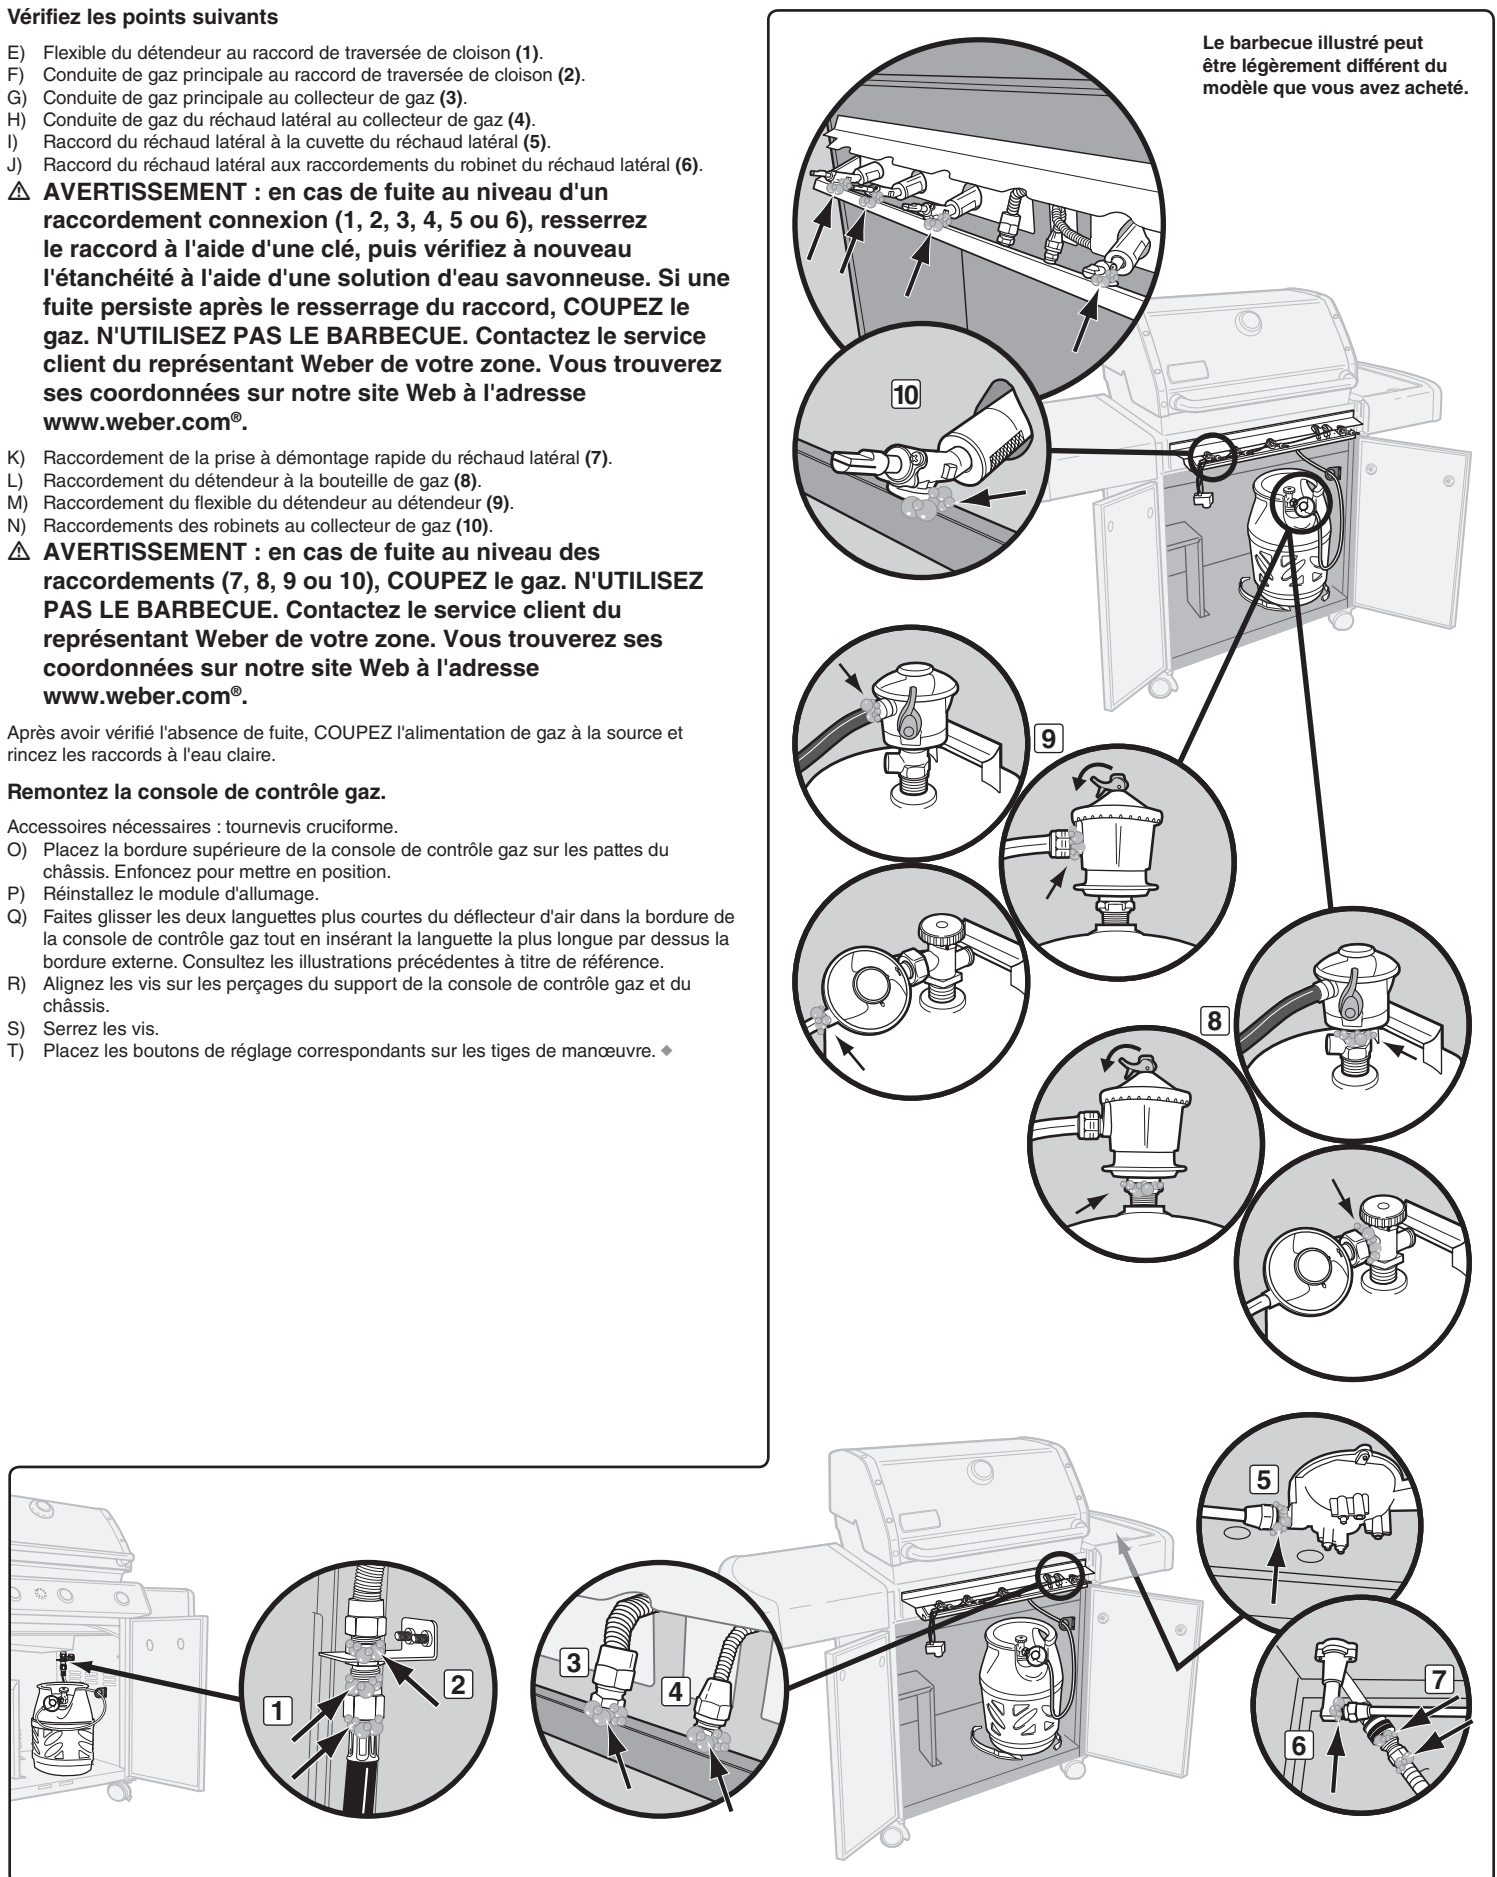 Vérifiez les points suivants
E) Flexible du détendeur au raccord de traversée de cloison (1).
F) Conduite de gaz principale au raccord de traversée de cloison (2).
G) Conduite de gaz principale au collecteur de gaz (3).
H) Conduite de gaz du réchaud latéral au collecteur de gaz (4).
I) Raccord du réchaud latéral à la cuvette du réchaud latéral (5).
J) Raccord du réchaud latéral aux raccordements du robinet du réchaud latéral (6).
⚠ AVERTISSEMENT : en cas de fuite au niveau d'un
raccordement connexion (1, 2, 3, 4, 5 ou 6), resserrez
le raccord à l'aide d'une clé, puis vérifiez à nouveau
l'étanchéité à l'aide d'une solution d'eau savonneuse. Si une
fuite persiste après le resserrage du raccord, COUPEZ le
gaz. N'UTILISEZ PAS LE BARBECUE. Contactez le service
client du représentant Weber de votre zone. Vous trouverez
ses coordonnées sur notre site Web à l'adresse
www.weber.com®.
K) Raccordement de la prise à démontage rapide du réchaud latéral (7).
L) Raccordement du détendeur à la bouteille de gaz (8).
M) Raccordement du flexible du détendeur au détendeur (9).
N) Raccordements des robinets au collecteur de gaz (10).
⚠ AVERTISSEMENT : en cas de fuite au niveau des
raccordements (7, 8, 9 ou 10), COUPEZ le gaz. N'UTILISEZ
PAS LE BARBECUE. Contactez le service client du
représentant Weber de votre zone. Vous trouverez ses
coordonnées sur notre site Web à l'adresse
www.weber.com®.
Après avoir vérifié l'absence de fuite, COUPEZ l'alimentation de gaz à la source et
rincez les raccords à l'eau claire.
Remontez la console de contrôle gaz.
Accessoires nécessaires : tournevis cruciforme.
O) Placez la bordure supérieure de la console de contrôle gaz sur les pattes du
châssis. Enfoncez pour mettre en position.
P) Réinstallez le module d'allumage.
Q) Faites glisser les deux languettes plus courtes du déflecteur d'air dans la bordure de
la console de contrôle gaz tout en insérant la languette la plus longue par dessus la
bordure externe. Consultez les illustrations précédentes à titre de référence.
R) Alignez les vis sur les perçages du support de la console de contrôle gaz et du
châssis.
S) Serrez les vis.
T) Placez les boutons de réglage correspondants sur les tiges de manœuvre. ◆
Le barbecue illustré peut
être légèrement différent du
modèle que vous avez acheté.
10
9
8
5
3
4
2
1
7
6